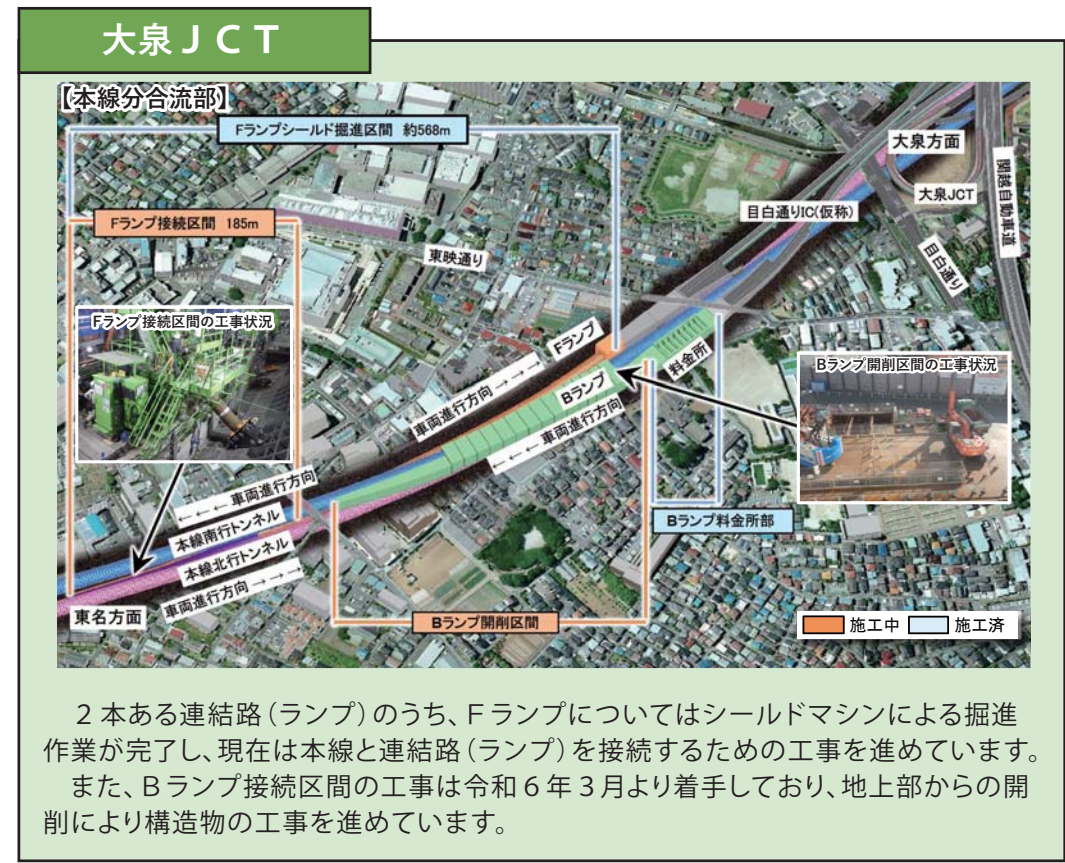 大泉ＪＣＴ
【本線分合流部】
Fランプシールド掘進区間 約568m
大泉方面
関越自動車道
大泉JCT
目白通りIC(仮称)
Fランプ接続区間 185m
東映通り
目白通り
Fランプ接続区間の工事状況
車両進行方向 → → → Fランプ
料金所
Bランプ開削区間の工事状況
Bランプ
← ← ← 車両進行方向
← ← ← 車両進行方向
Bランプ料金所部
本線南行トンネル
本線北行トンネル
車両進行方向 → → →
東名方面
Bランプ開削区間
施工中 施工済
２本ある連結路（ランプ）のうち、Ｆランプについてはシールドマシンによる掘進
作業が完了し、現在は本線と連結路（ランプ）を接続するための工事を進めています。
また、Ｂランプ接続区間の工事は令和６年３月より着手しており、地上部からの開
削により構造物の工事を進めています。